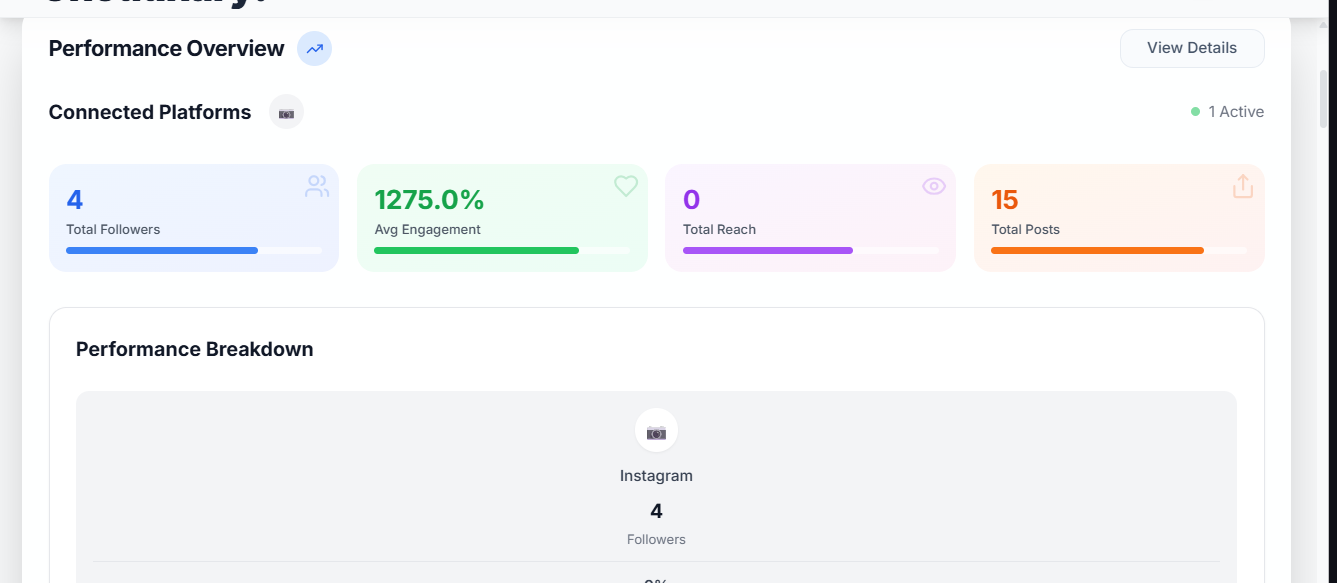 Performance Overview
View Details
Connected Platforms
1 Active
4
Total Followers
1275.0%
Avg Engagement
0
Total Reach
15
Total Posts
Performance Breakdown
Instagram
4
Followers